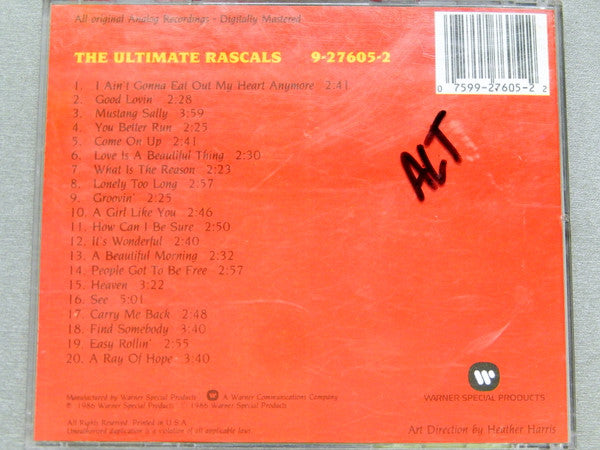 All original Analog Recordings - Digitally Mastered
THE ULTIMATE RASCALS 9-27605-2
1. I Ain't Gonna Eat Out My Heart Anymore 2:41
2. Good Lovin 2:28
3. Mustang Sally 3:59
4. You Better Run 2:25
5. Come On Up 2:41
6. Love Is A Beautiful Thing 2:30
7. What Is The Reason 2:23
8. Lonely Too Long 2:57
9. Groovin' 2:25
10. A Girl Like You 2:46
11. How Can I Be Sure 2:50
12. It's Wonderful 2:40
13. A Beautiful Morning 2:32
14. People Got To Be Free 2:57
15. Heaven 3:22
16. See 5:01
17. Carry Me Back 2:48
18. Find Somebody 3:40
19. Easy Rollin' 2:55
20. A Ray Of Hope 3:40
0 7599-27605-2 2
ALT
Manufactured by Warner Special Products A Warner Communications Company
℗ 1986 Warner Special Products © 1986 Warner Special Products
All Rights Reserved. Printed in U.S.A.
Unauthorized duplication is a violation of all applicable laws.
WARNER SPECIAL PRODUCTS
Art Direction by Heather Harris